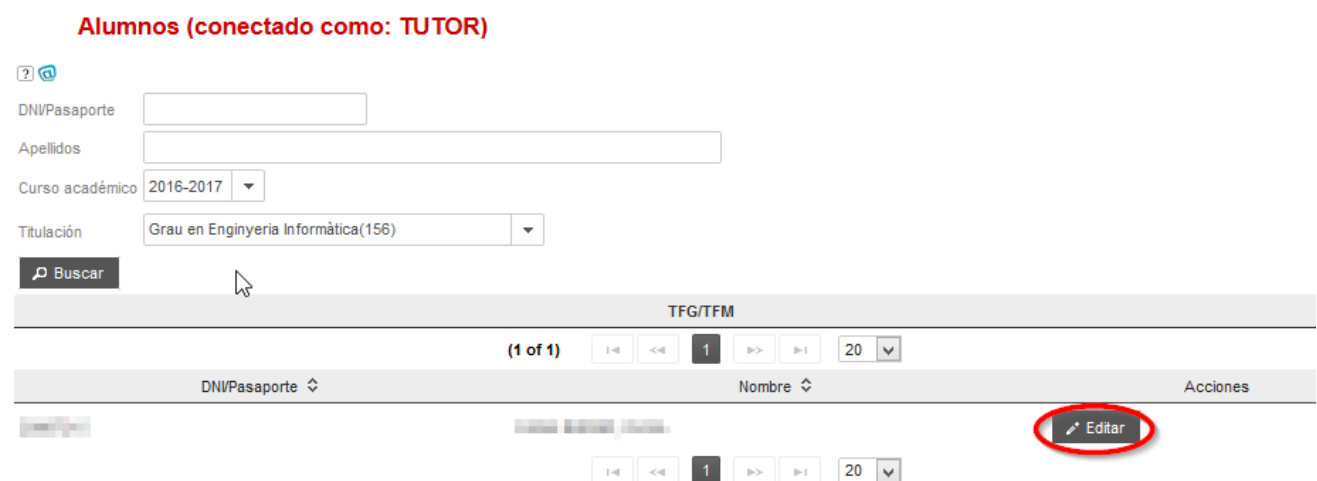 Alumnos (conectado como: TUTOR)
?
DNI/Pasaporte
Apellidos
Curso académico 2016-2017
Titulación Grau en Enginyeria Informàtica(156)
Buscar
TFG/TFM
(1 of 1) 1 20
DNI/Pasaporte Nombre Acciones
Editar
1 20